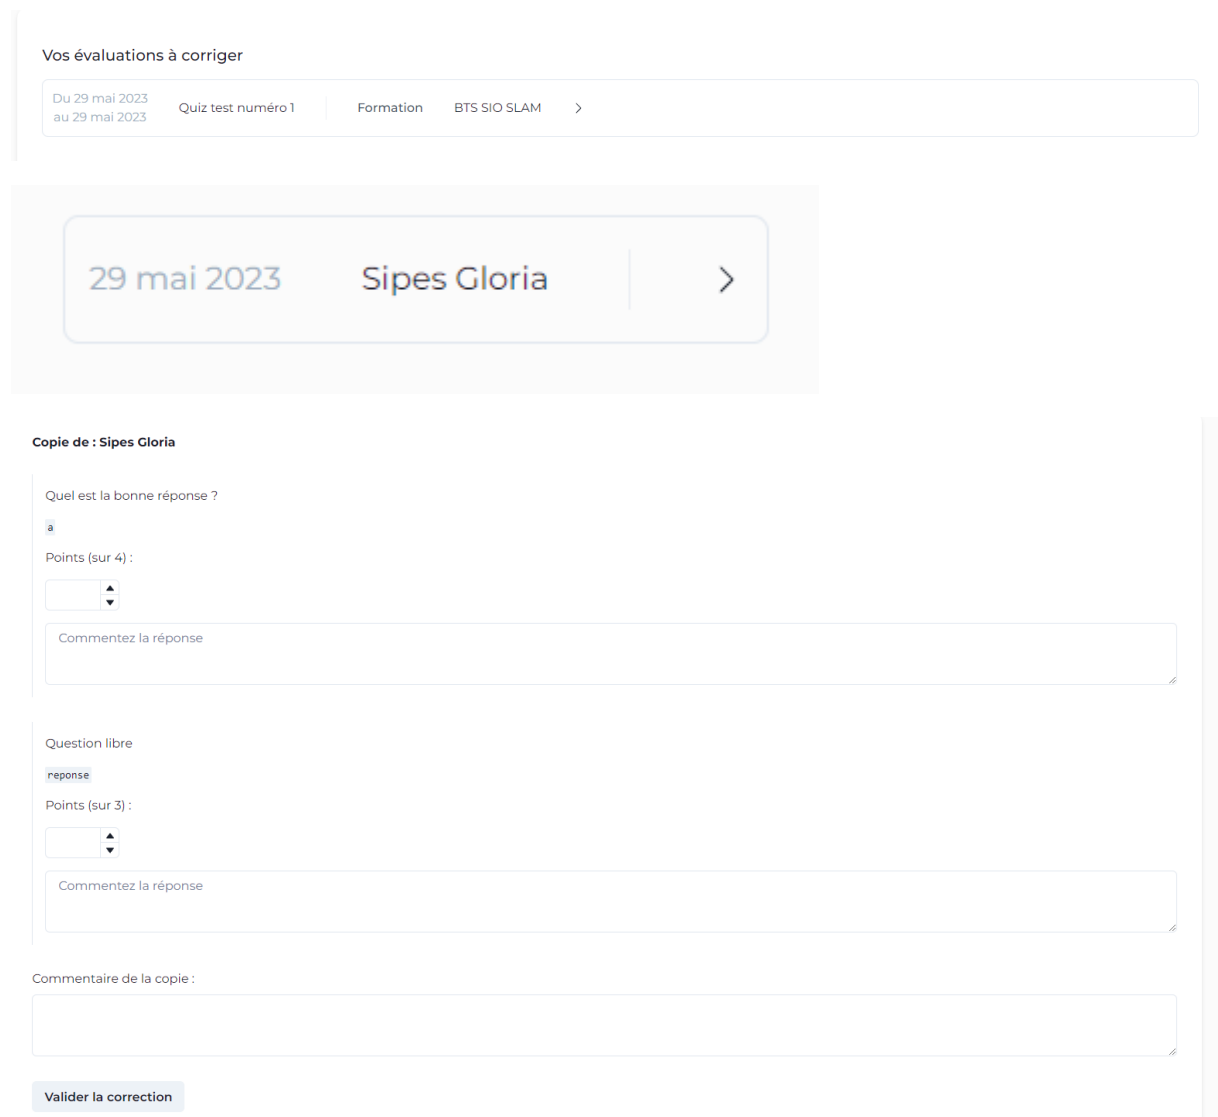 Vos évaluations à corriger
Du 29 mai 2023
au 29 mai 2023
Quiz test numéro 1
Formation
BTS SIO SLAM
29 mai 2023
Sipes Gloria
Copie de : Sipes Gloria
Quel est la bonne réponse ?
a
Points (sur 4) :
Commentez la réponse
Question libre
reponse
Points (sur 3) :
Commentez la réponse
Commentaire de la copie :
Valider la correction